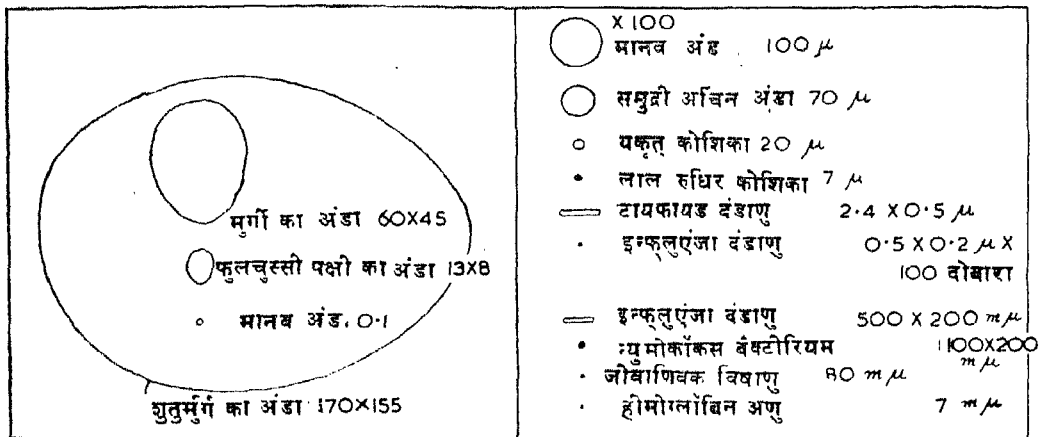 मुर्गी का अंडा 60X45
फुलचुस्सी पक्षी का अंडा 13X8
मानव अंड. 0·1
शुतुर्मुर्ग का अंडा 170X155
X 100
मानव अंड 100 μ
समुद्री अर्चिन अंडा 70 μ
यकृत् कोशिका 20 μ
लाल रुधिर कोशिका 7 μ
टायफायड दंडाणु 2·4 X 0·5 μ
इन्फ्लुएंजा दंडाणु 0·5 X 0·2 μ X
100 दोबारा
इन्फ्लुएंजा दंडाणु 500 X 200 mμ
न्युमोकॉकस बैक्टीरियम 1100X200
mμ
जीवाण्विक विषाणु 80 mμ
हीमोग्लोबिन अणु 7 mμ